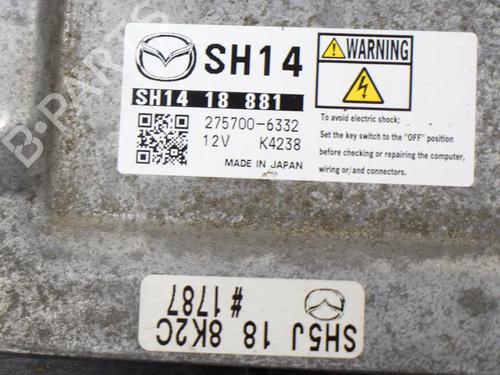 SH14
SH14 18 881
275700-6332
12V K4238
MADE IN JAPAN
WARNING
To avoid electric shock;
Set the key switch to the "OFF" position
before checking or repairing the computer,
wiring or/and connectors.
SH5J 18 8K2C
#1787
B-PARTS